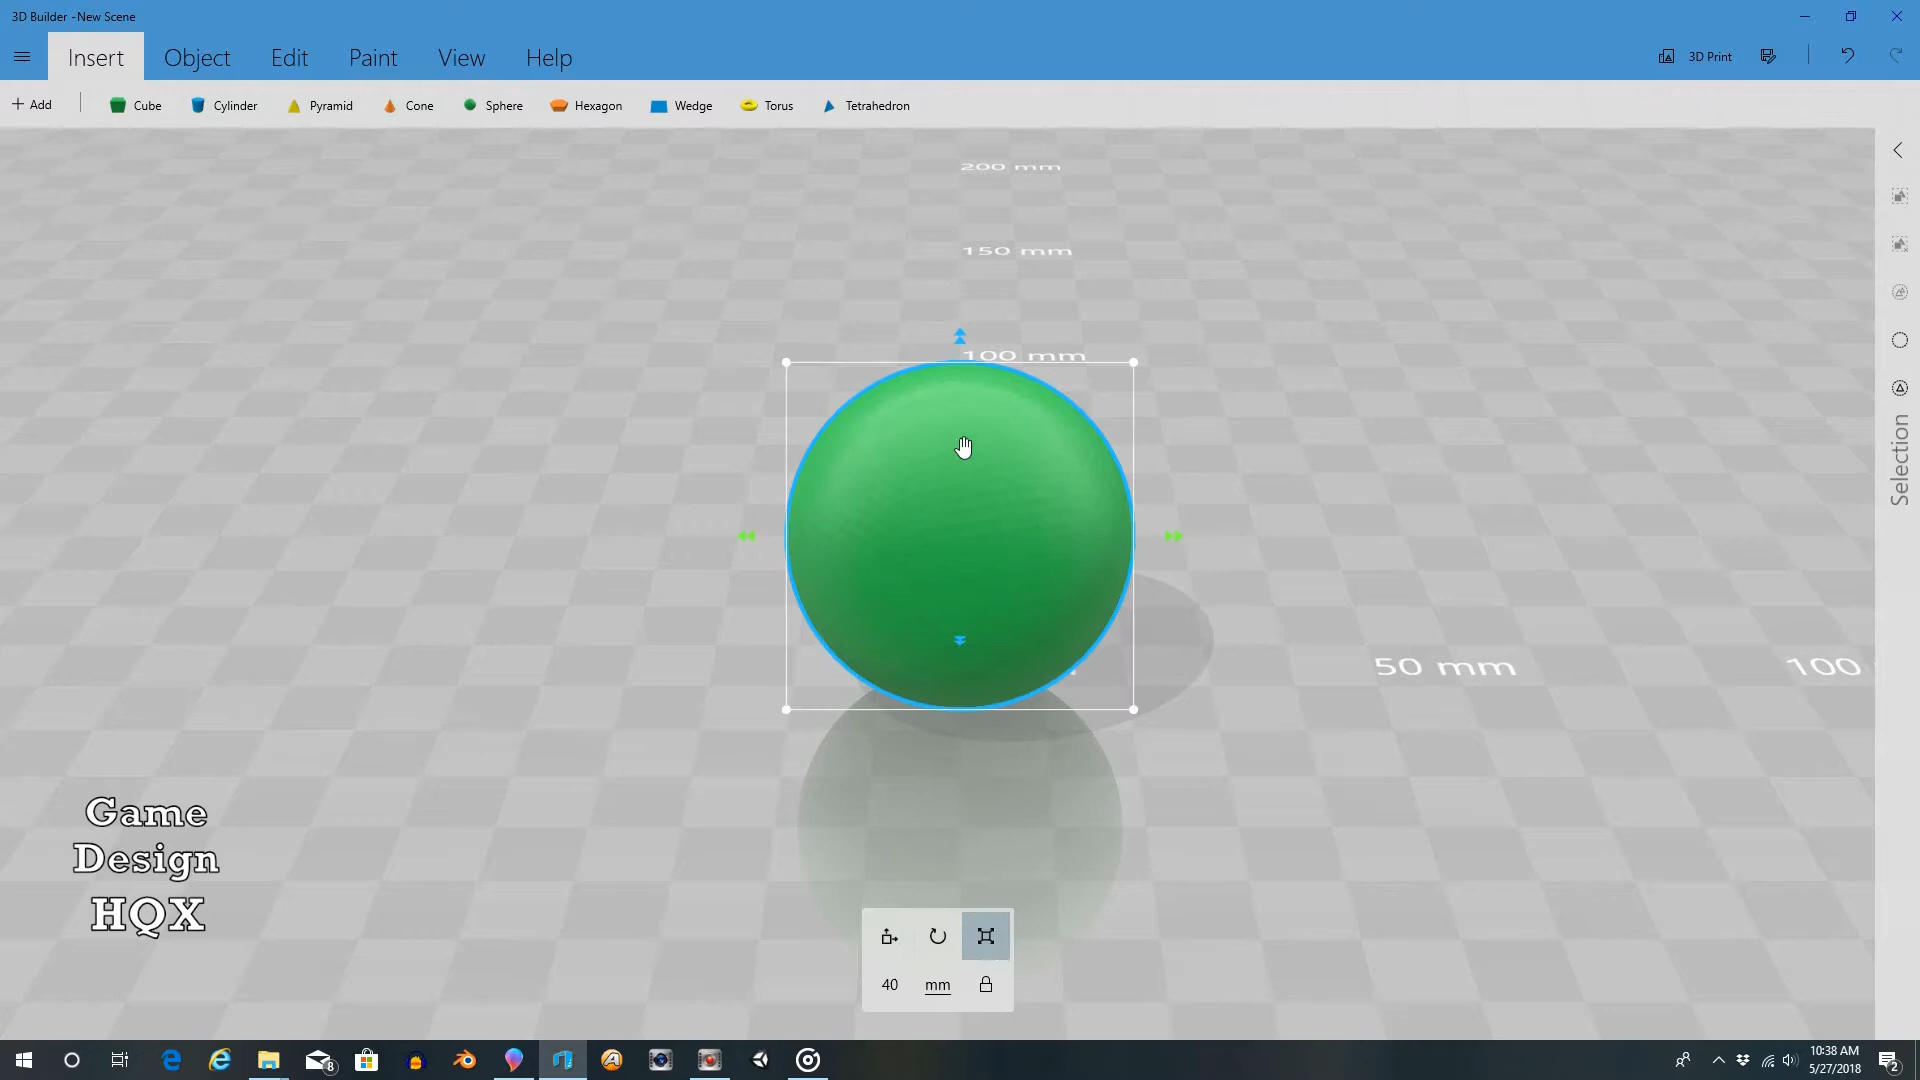 3D Builder -New Scene
Insert Object Edit Paint View Help
3D Print
Add Cube Cylinder Pyramid Cone Sphere Hexagon Wedge Torus Tetrahedron
200 mm
150 mm
100 mm
50 mm
100
Selection
Game
Design
HQX
40 mm
8
10:38 AM
5/27/2018
2